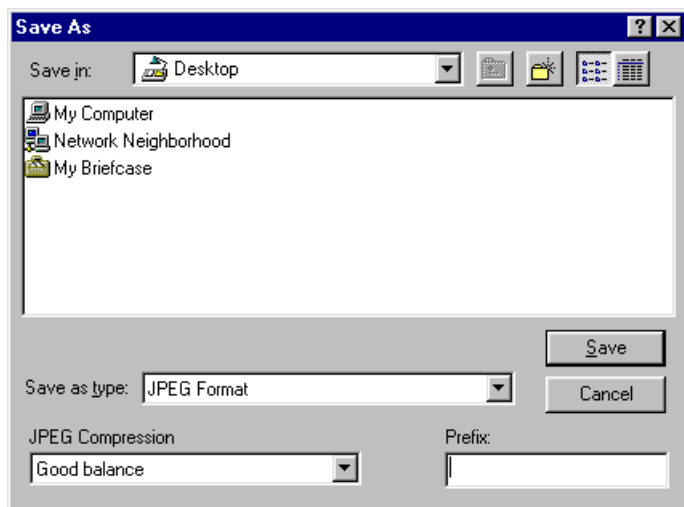 Save As
Save in: Desktop
My Computer
Network Neighborhood
My Briefcase
Save
Save as type: JPEG Format
Cancel
JPEG Compression
Prefix:
Good balance